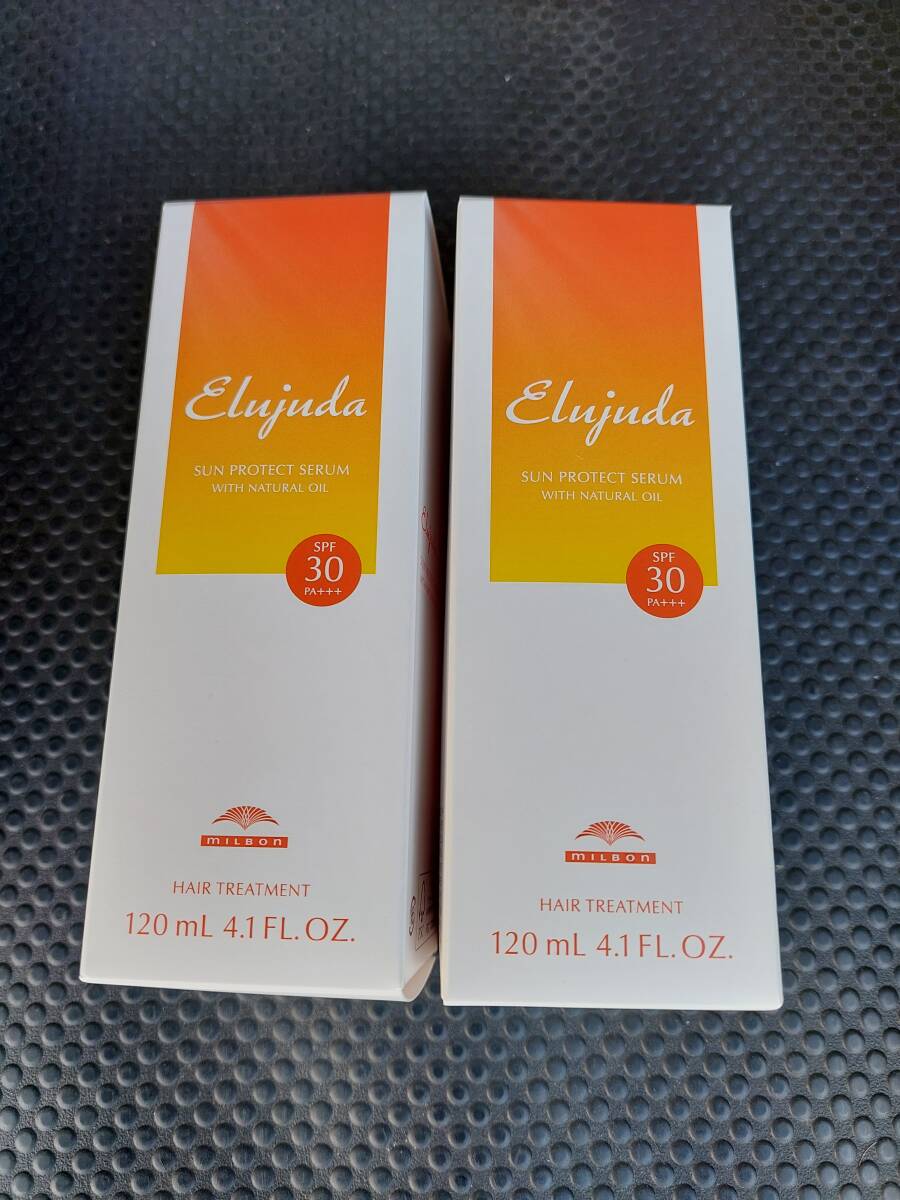 Elujuda
SUN PROTECT SERUM
WITH NATURAL OIL
SPF
30
PA+++
MILBON
HAIR TREATMENT
120 mL 4.1 FL. OZ.
Elujuda
SUN PROTECT SERUM
WITH NATURAL OIL
SPF
30
PA+++
MILBON
HAIR TREATMENT
120 mL 4.1 FL. OZ.